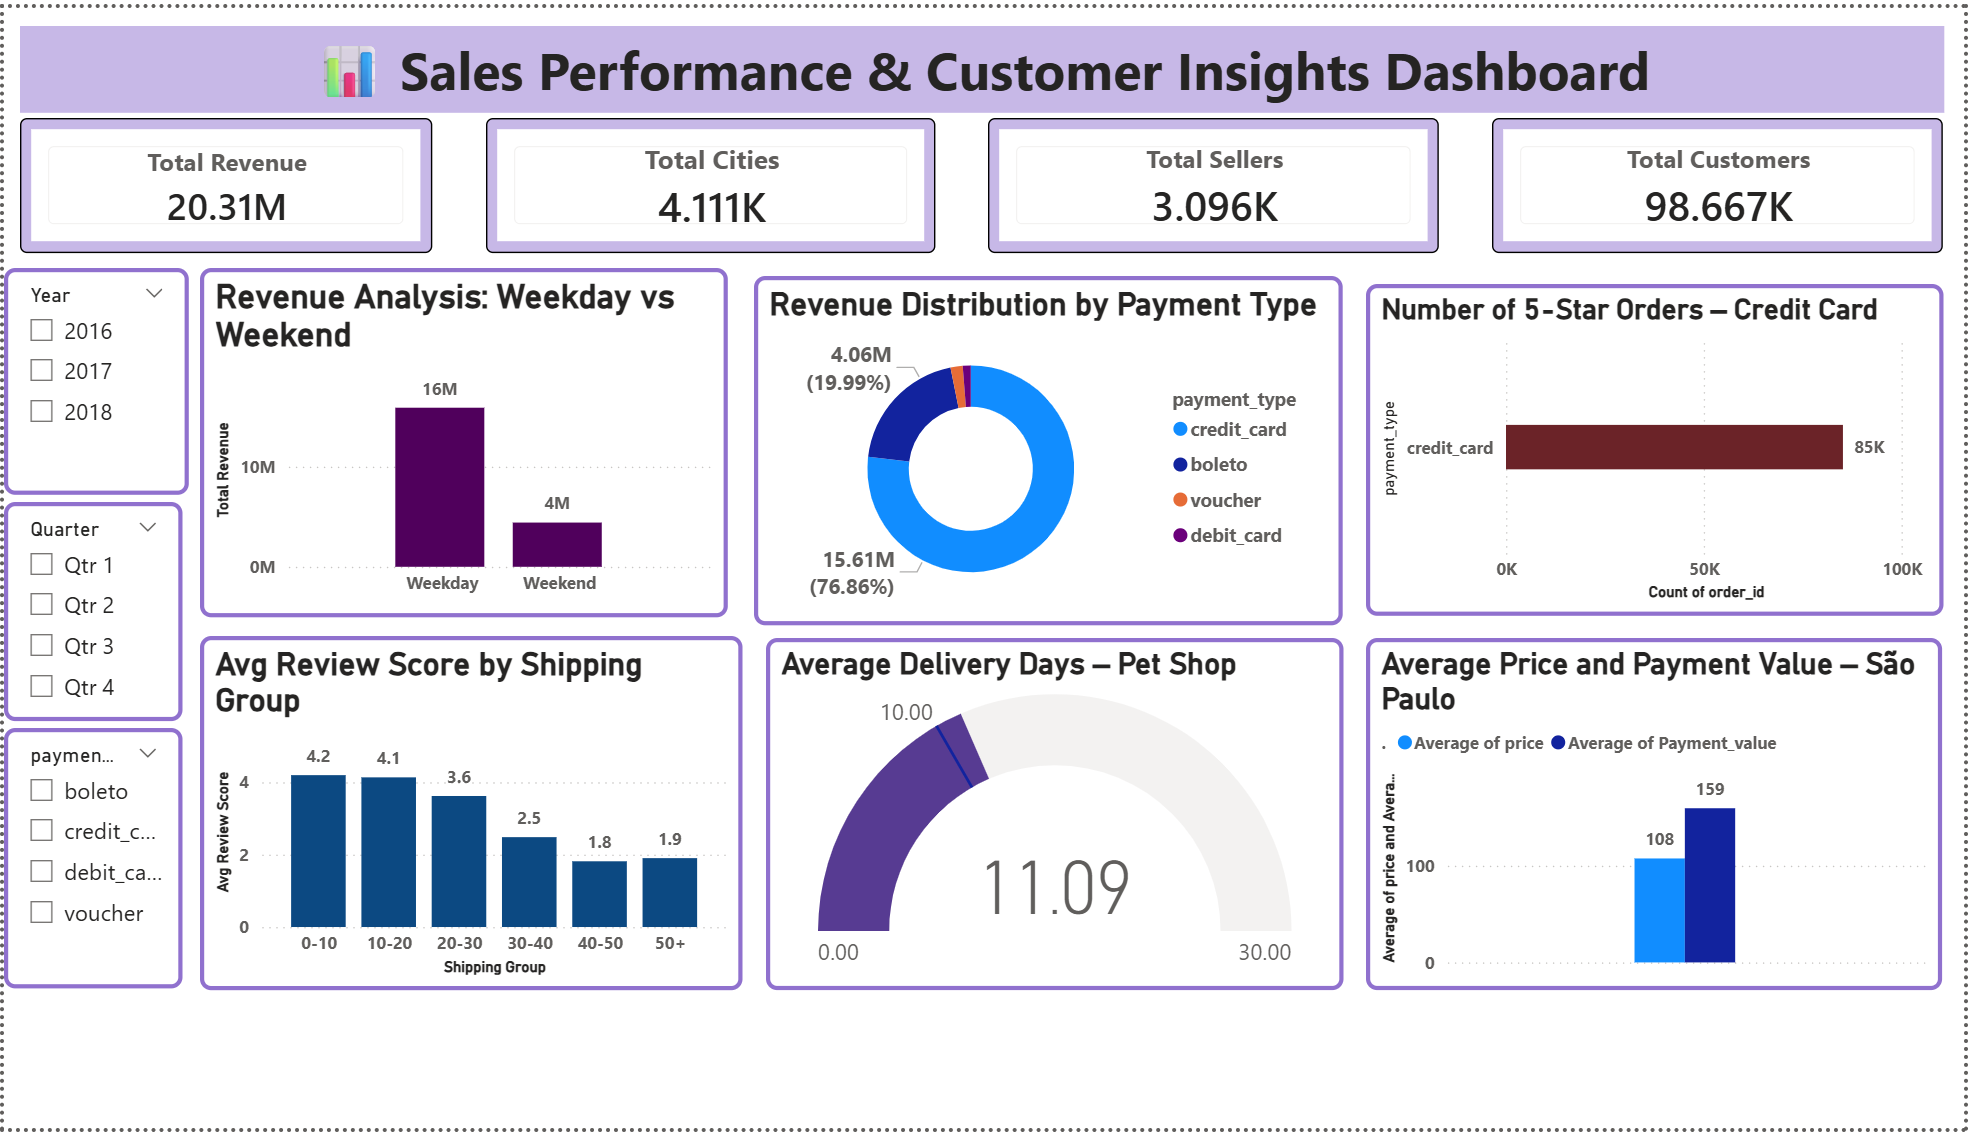 Sales Performance & Customer Insights Dashboard
Total Revenue
20.31M
Total Cities
4.111K
Total Sellers
3.096K
Total Customers
98.667K
Year
2016
2017
2018
Quarter
Qtr 1
Qtr 2
Qtr 3
Qtr 4
paymen...
boleto
credit_c...
debit_ca...
voucher
Revenue Analysis: Weekday vs
Weekend
Total Revenue
10M
0M
16M
4M
Weekday
Weekend
Revenue Distribution by Payment Type
4.06M
(19.99%)
15.61M
(76.86%)
payment_type
credit_card
boleto
voucher
debit_card
Number of 5-Star Orders – Credit Card
payment_type
credit_card
85K
0K
50K
100K
Count of order_id
Avg Review Score by Shipping
Group
Avg Review Score
4
2
0
4.2
4.1
3.6
2.5
1.8
1.9
0-10
10-20
20-30
30-40
40-50
50+
Shipping Group
Average Delivery Days – Pet Shop
10.00
11.09
0.00
30.00
Average Price and Payment Value – São
Paulo
. Average of price Average of Payment_value
Average of price and Avera...
100
0
108
159